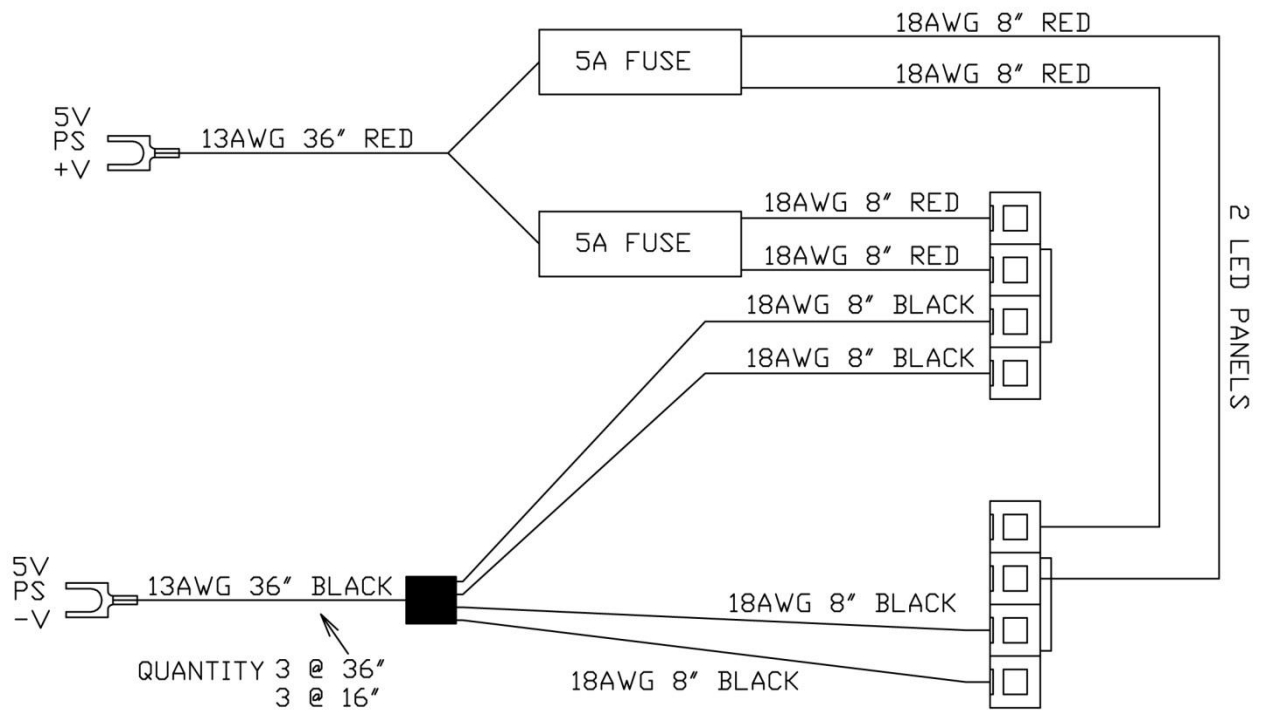 18AWG 8" RED
5A FUSE
18AWG 8" RED
5V
PS
+V
13AWG 36" RED
18AWG 8" RED
5A FUSE
18AWG 8" RED
2 LED PANELS
18AWG 8" BLACK
18AWG 8" BLACK
5V
PS
-V
13AWG 36" BLACK
18AWG 8" BLACK
QUANTITY 3 @ 36"
3 @ 16"
18AWG 8" BLACK